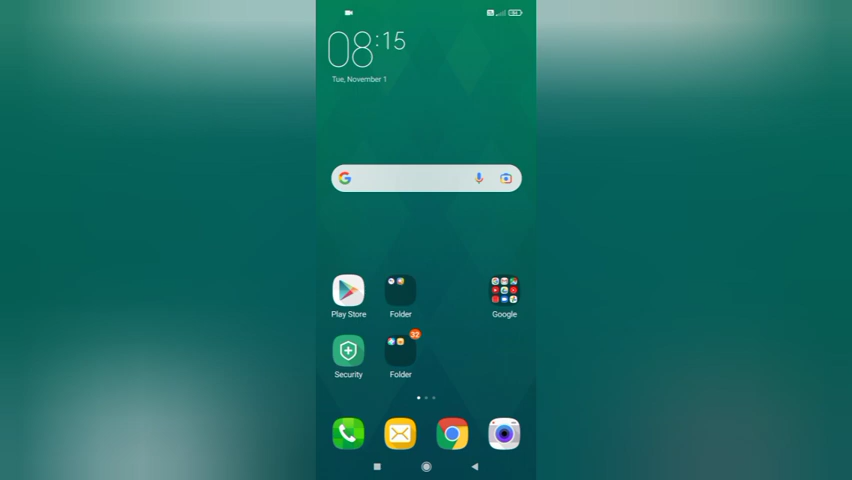 08:15
Tue, November 1
Play Store
Folder
Google
32
Security
Folder